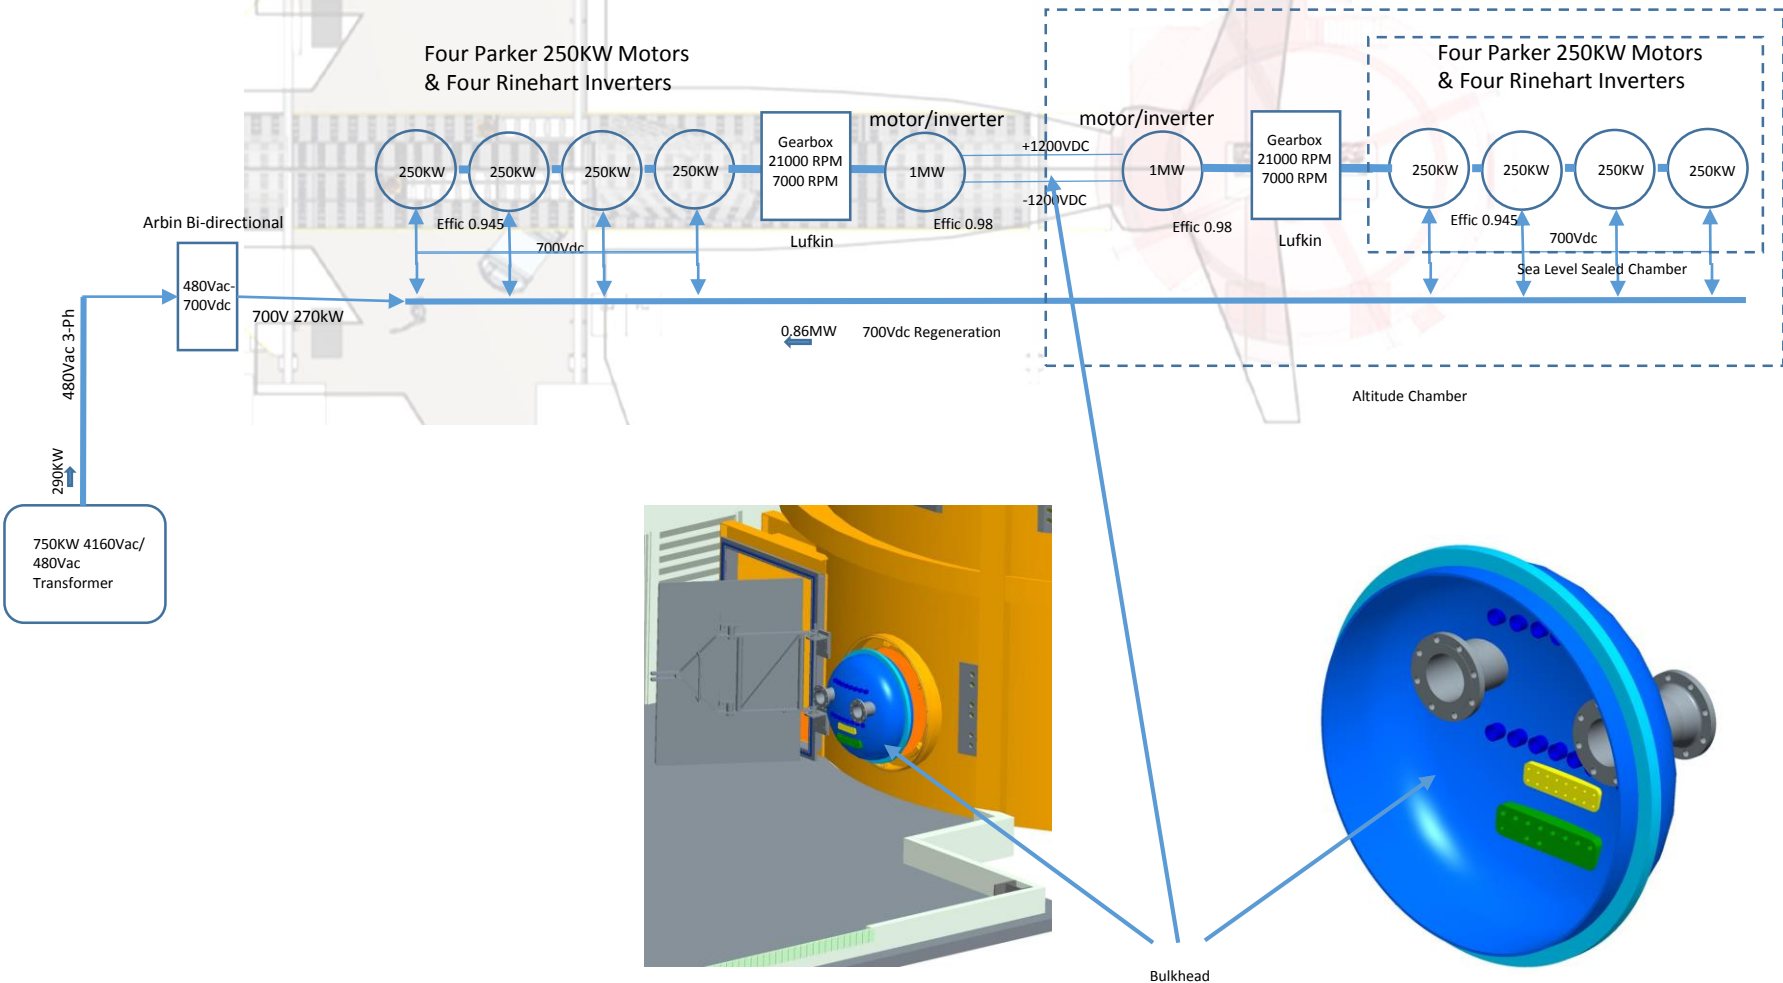 Four Parker 250KW Motors
& Four Rinehart Inverters
Four Parker 250KW Motors
& Four Rinehart Inverters
motor/inverter
motor/inverter
Gearbox
21000 RPM
7000 RPM
Gearbox
21000 RPM
7000 RPM
+1200VDC
-1200VDC
250KW
250KW
250KW
250KW
1MW
1MW
250KW
250KW
250KW
250KW
Arbin Bi-directional
Effic 0.945
700Vdc
Lufkin
Effic 0.98
Effic 0.98
Lufkin
Effic 0.945
700Vdc
Sea Level Sealed Chamber
480Vac-
700Vdc
700V 270kW
0.86MW
700Vdc Regeneration
480Vac 3-Ph
Altitude Chamber
290KW
750KW 4160Vac/
480Vac
Transformer
Bulkhead